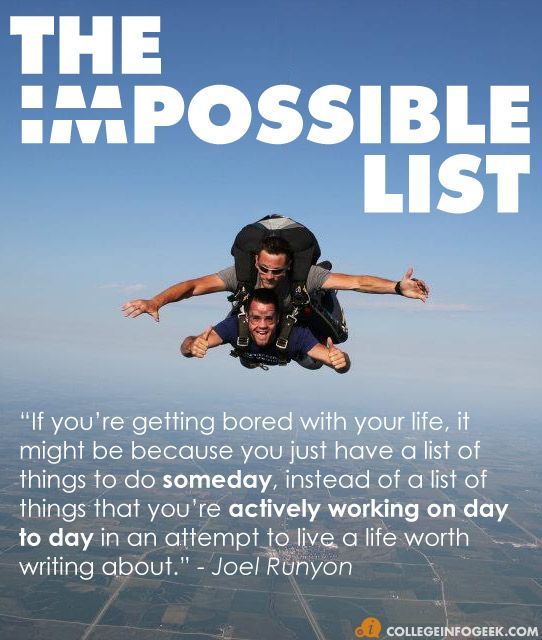 THE
IMPOSSIBLE
LIST
“If you’re getting bored with your life, it
might be because you just have a list of
things to do someday, instead of a list of
things that you’re actively working on day
to day in an attempt to live a life worth
writing about.” - Joel Runyon
COLLEGEINFOGEEK.COM